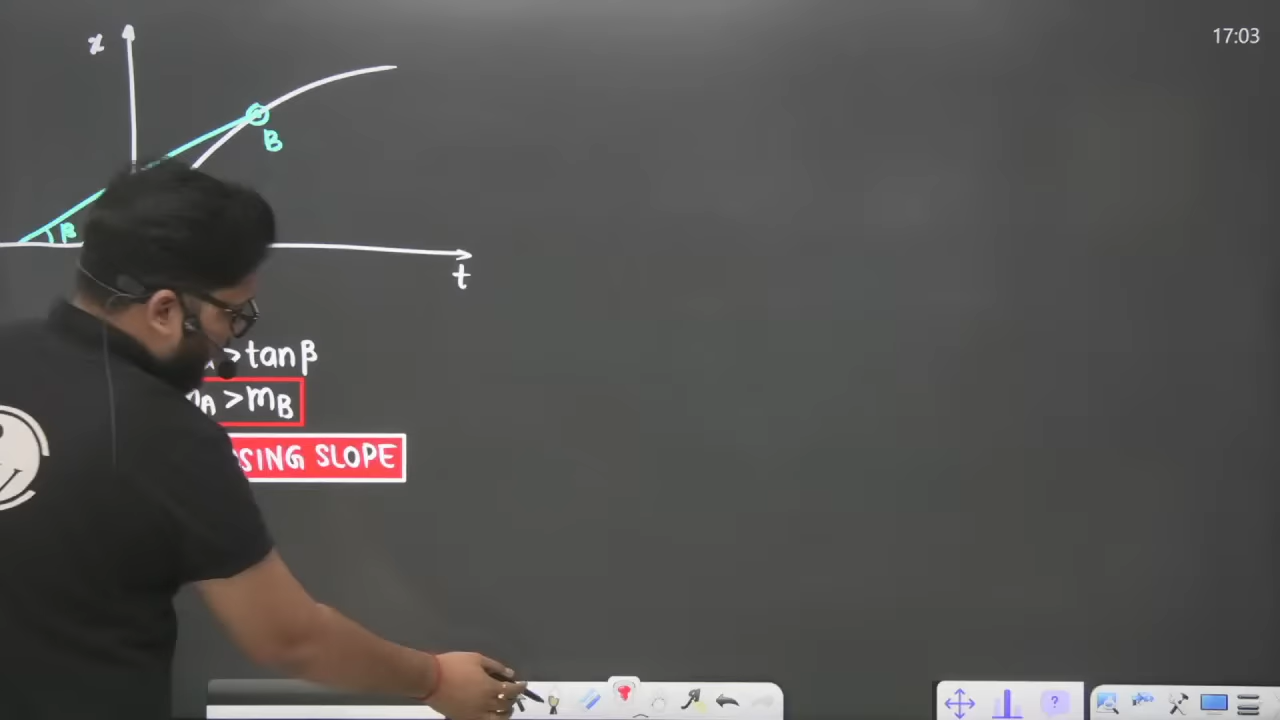 17:03
x
B
β
t
>tanβ
A >mB
SING SLOPE
?